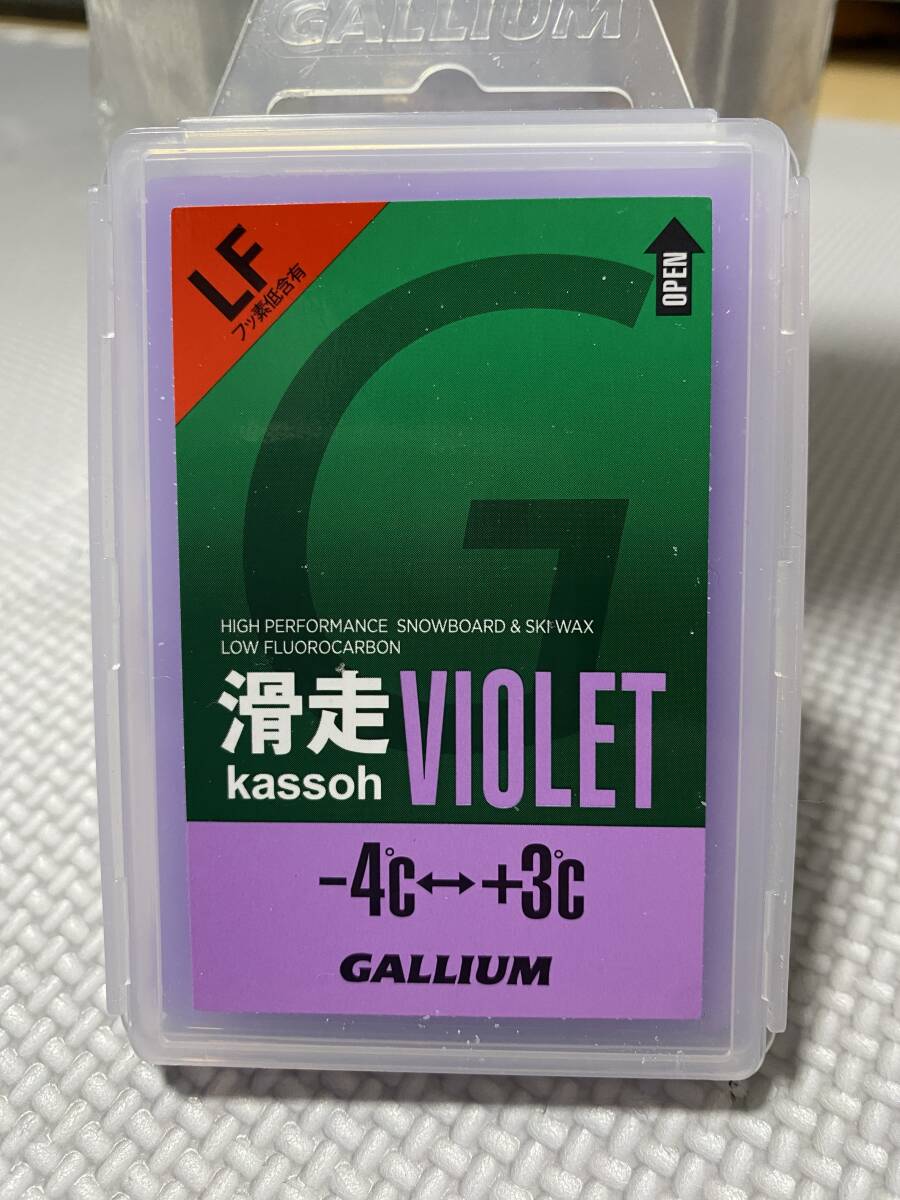 GALLIUM
LF
フッ素低含有
OPEN
HIGH PERFORMANCE SNOWBOARD & SKI WAX
LOW FLUOROCARBON
滑走 VIOLET
kassoh
-4°C↔+3°C
GALLIUM